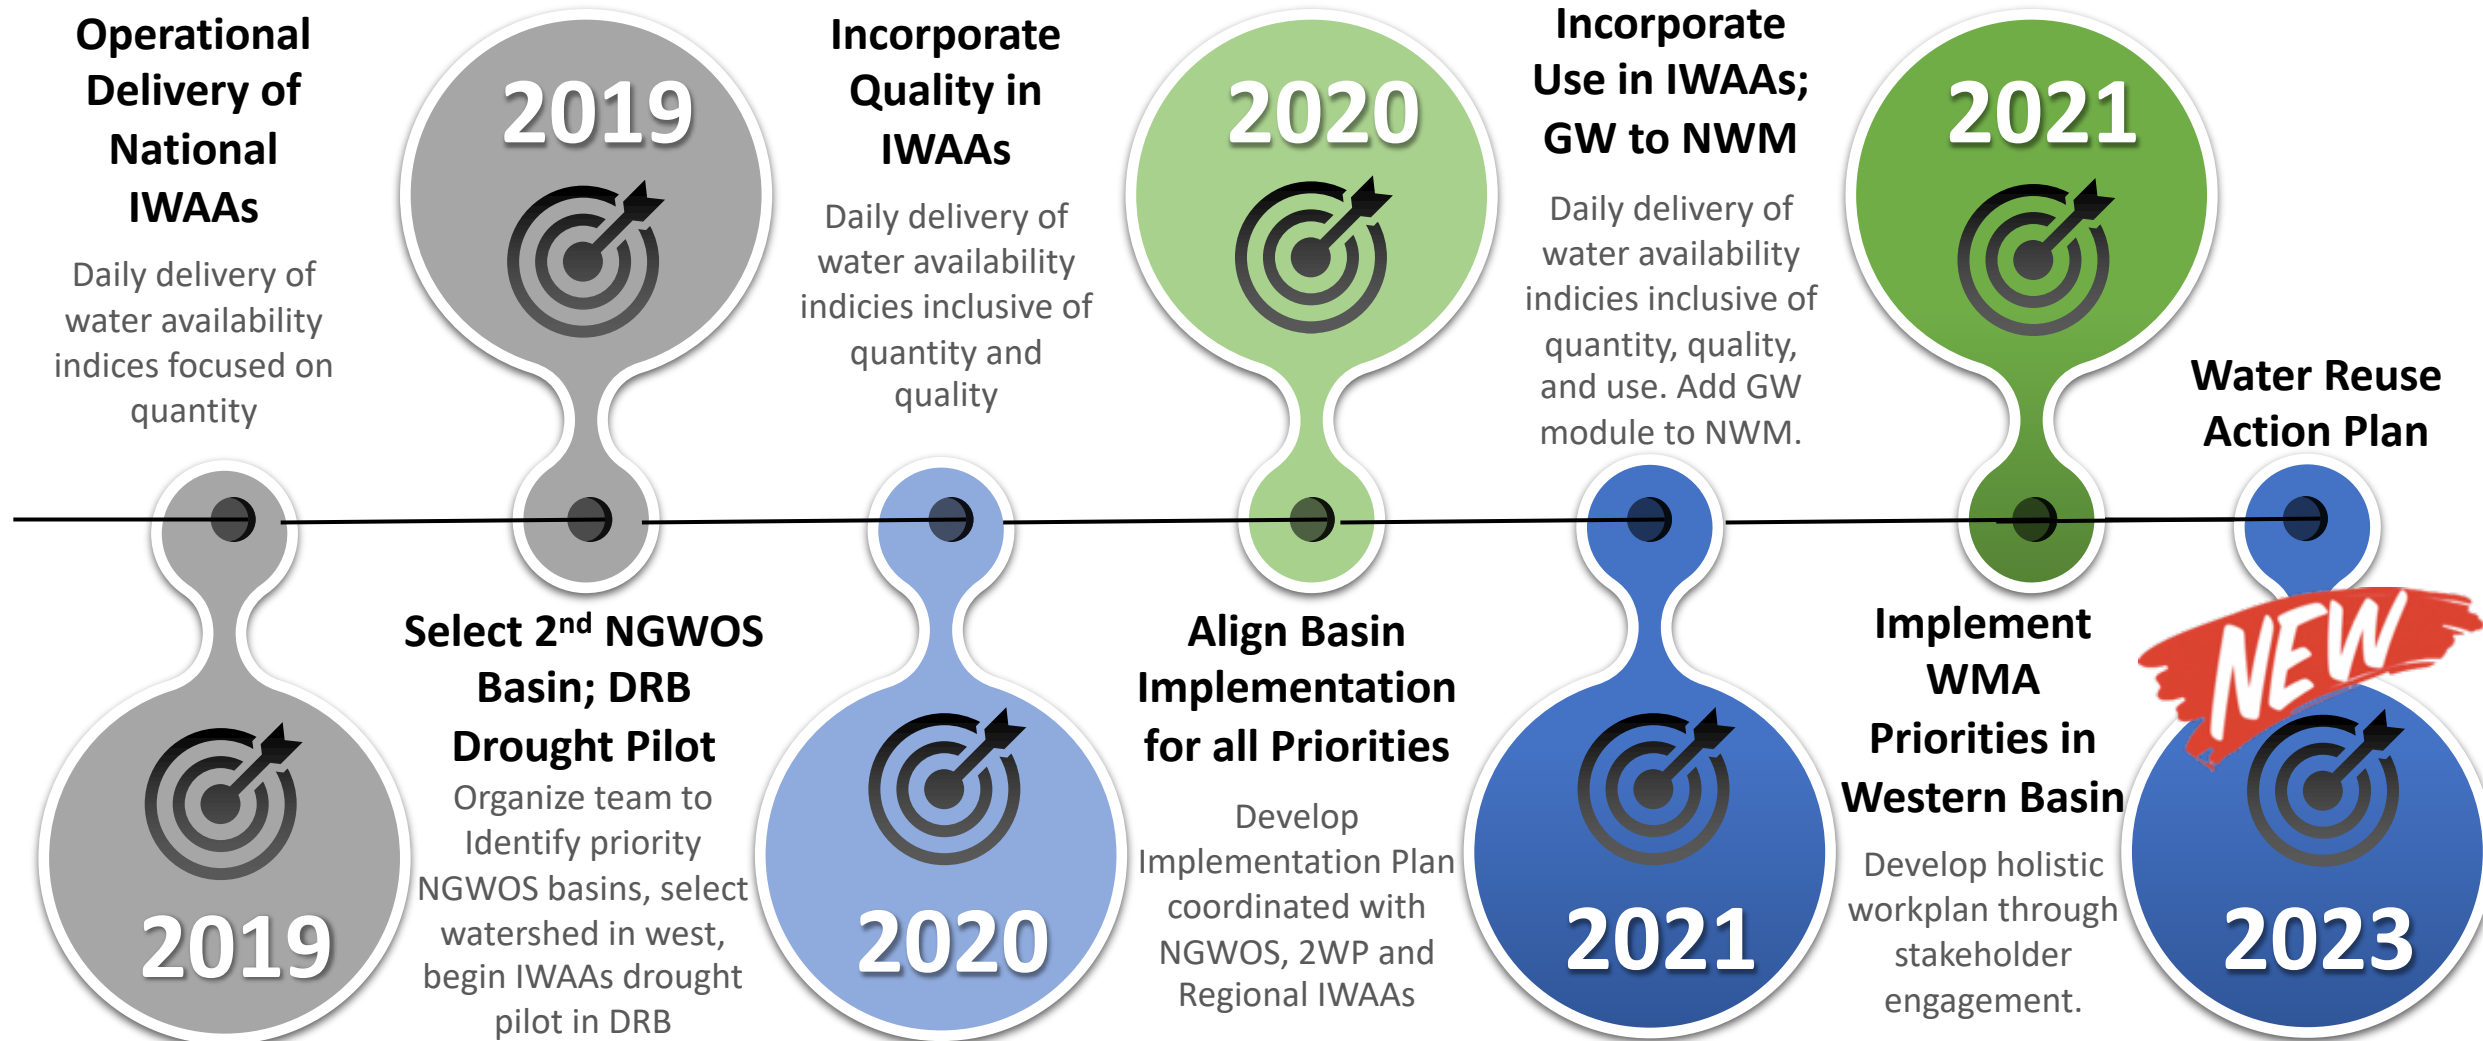 Operational
Delivery of
National
IWAAs
Daily delivery of
water availability
indices focused on
quantity
2019
2019
Select 2nd NGWOS
Basin; DRB
Drought Pilot
Organize team to
Identify priority
NGWOS basins, select
watershed in west,
begin IWAAs drought
pilot in DRB
Incorporate
Quality in
IWAAs
Daily delivery of
water availability
indicies inclusive of
quantity and
quality
2020
2020
Align Basin
Implementation
for all Priorities
Develop
Implementation Plan
coordinated with
NGWOS, 2WP and
Regional IWAAs
Incorporate
Use in IWAAs;
GW to NWM
Daily delivery of
water availability
indicies inclusive of
quantity, quality,
and use. Add GW
module to NWM.
2021
2021
Implement
WMA
Priorities in
Western Basin
Develop holistic
workplan through
stakeholder
engagement.
Water Reuse
Action Plan
NEW
2023